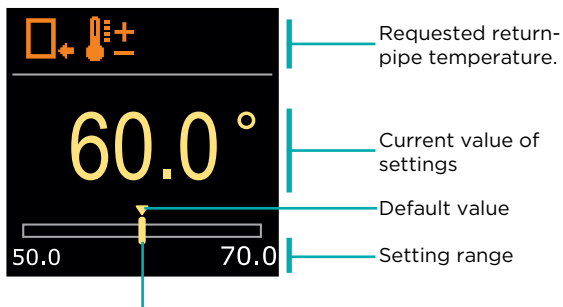 Requested return-
pipe temperature.
60.0°
Current value of
settings
Default value
50.0 70.0
Setting range